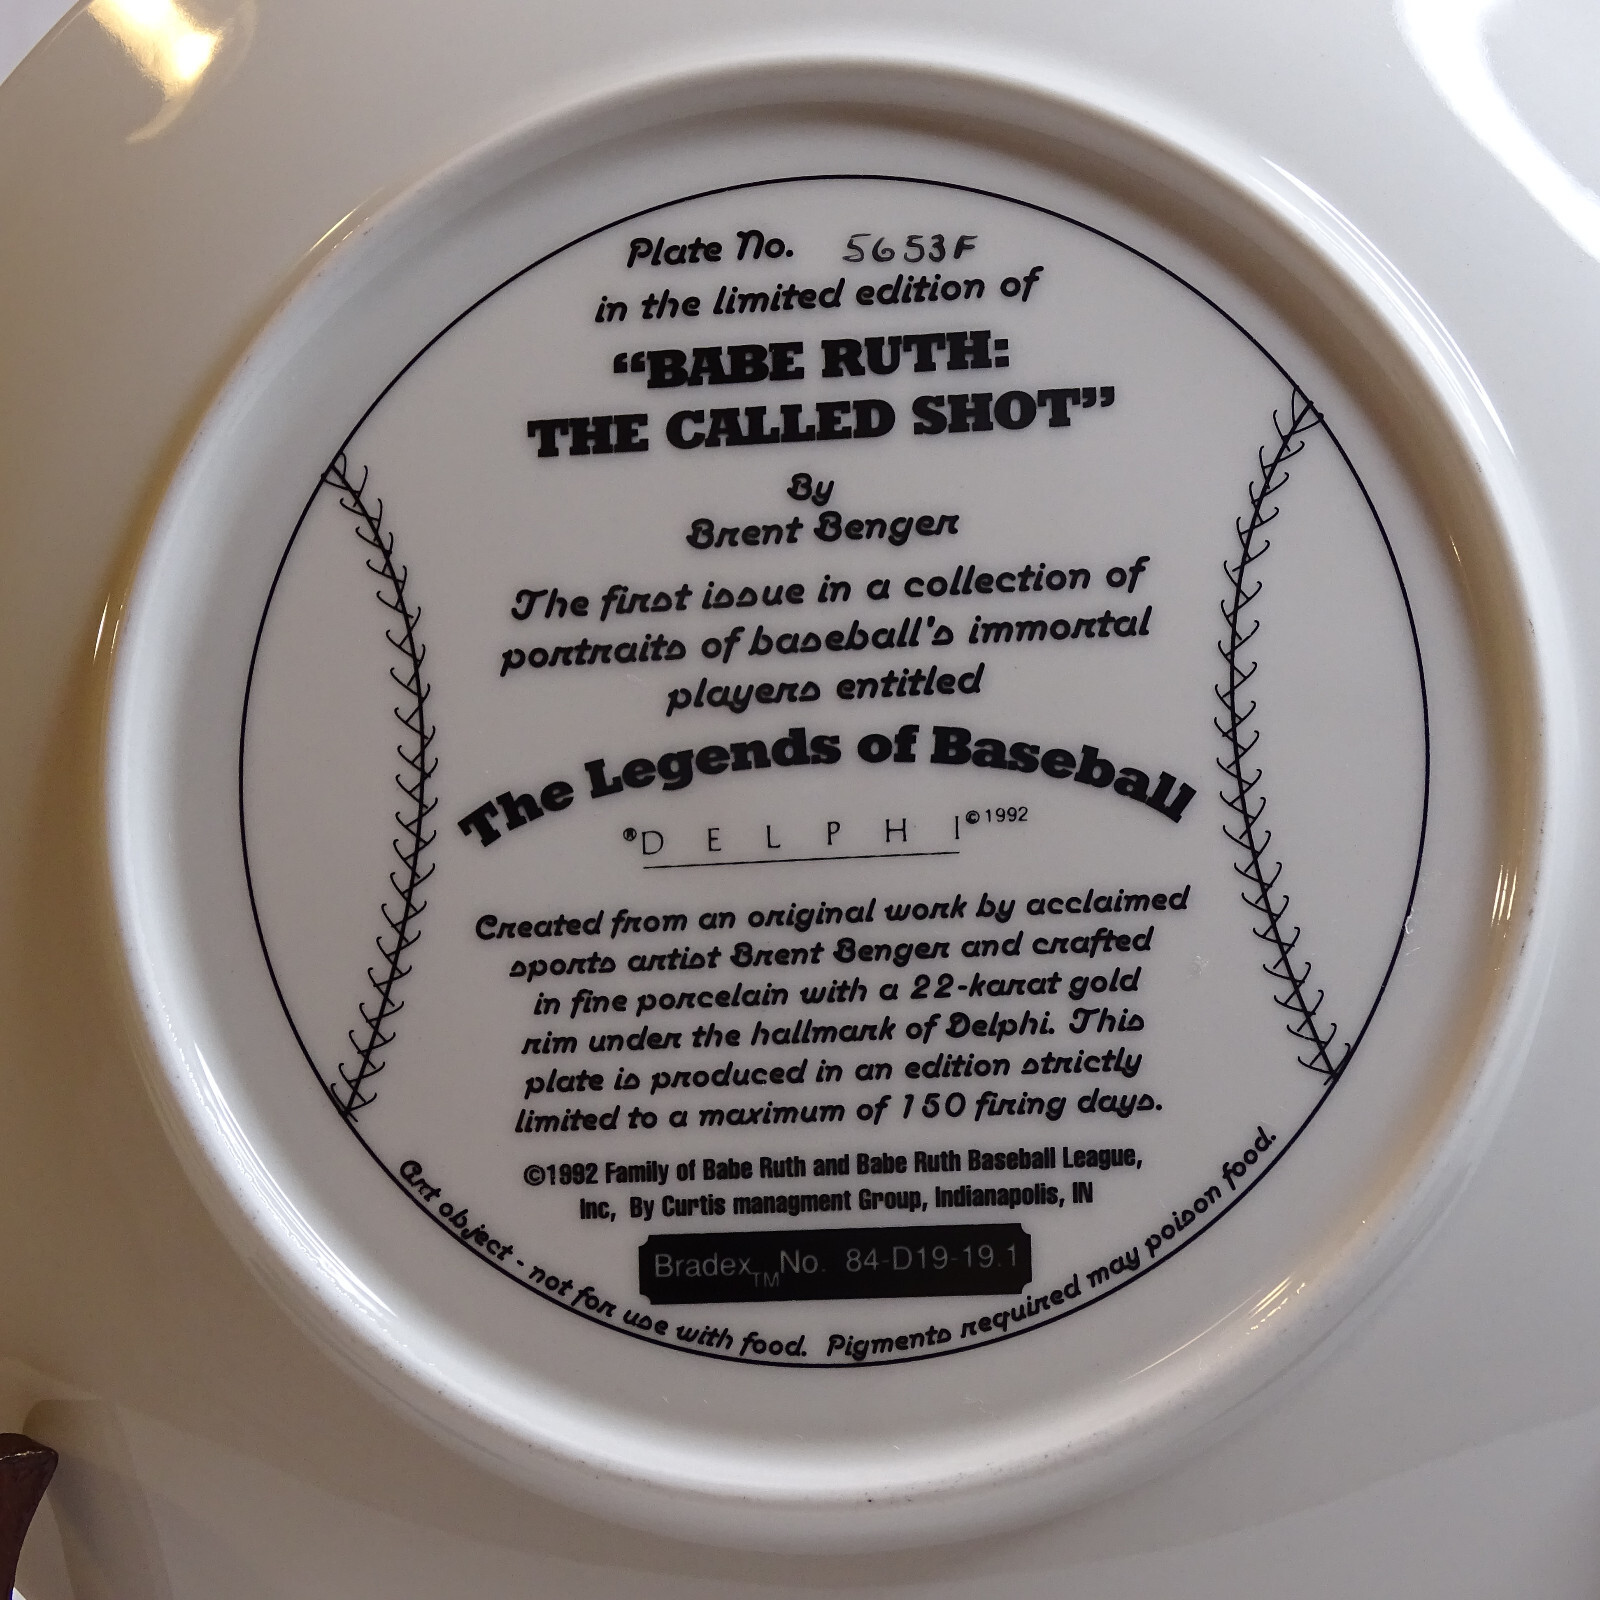 Plate No. 5653F
in the limited edition of
“BABE RUTH:
THE CALLED SHOT”
By
Brent Benger
The first issue in a collection of
portraits of baseball's immortal
players entitled
The Legends of Baseball
®DELPHI©1992
Created from an original work by acclaimed
sports artist Brent Benger and crafted
in fine porcelain with a 22-karat gold
rim under the hallmark of Delphi. This
plate is produced in an edition strictly
limited to a maximum of 150 firing days.
©1992 Family of Babe Ruth and Babe Ruth Baseball League,
Inc, By Curtis managment Group, Indianapolis, IN
Bradex™ No. 84-D19-19.1
Art object - not for use with food. Pigments required may poison food.